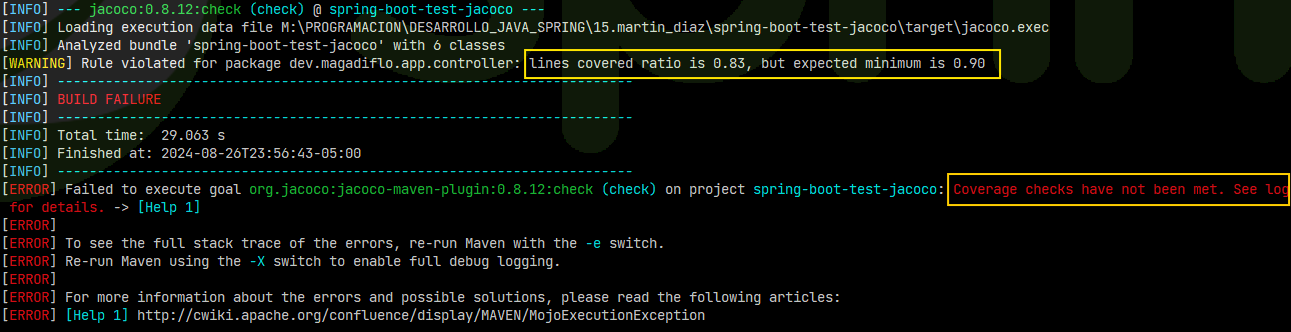 [INFO] --- jacoco:0.8.12:check (check) @ spring-boot-test-jacoco ---
[INFO] Loading execution data file M:\PROGRAMACION\DESARROLLO_JAVA_SPRING\15.martin_diaz\spring-boot-test-jacoco\target\jacoco.exec
[INFO] Analyzed bundle 'spring-boot-test-jacoco' with 6 classes
[WARNING] Rule violated for package dev.magadiflo.app.controller: lines covered ratio is 0.83, but expected minimum is 0.90
[INFO] ------------------------------------------------------------------------
[INFO] BUILD FAILURE
[INFO] ------------------------------------------------------------------------
[INFO] Total time:  29.063 s
[INFO] Finished at: 2024-08-26T23:56:43-05:00
[INFO] ------------------------------------------------------------------------
[ERROR] Failed to execute goal org.jacoco:jacoco-maven-plugin:0.8.12:check (check) on project spring-boot-test-jacoco: Coverage checks have not been met. See log
for details. -> [Help 1]
[ERROR]
[ERROR] To see the full stack trace of the errors, re-run Maven with the -e switch.
[ERROR] Re-run Maven using the -X switch to enable full debug logging.
[ERROR]
[ERROR] For more information about the errors and possible solutions, please read the following articles:
[ERROR] [Help 1] http://cwiki.apache.org/confluence/display/MAVEN/MojoExecutionException